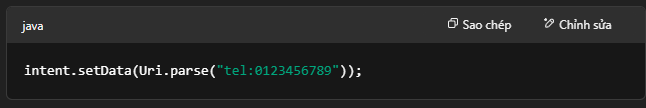 java
Sao chép
Chỉnh sửa
intent.setData(Uri.parse("tel:0123456789"));